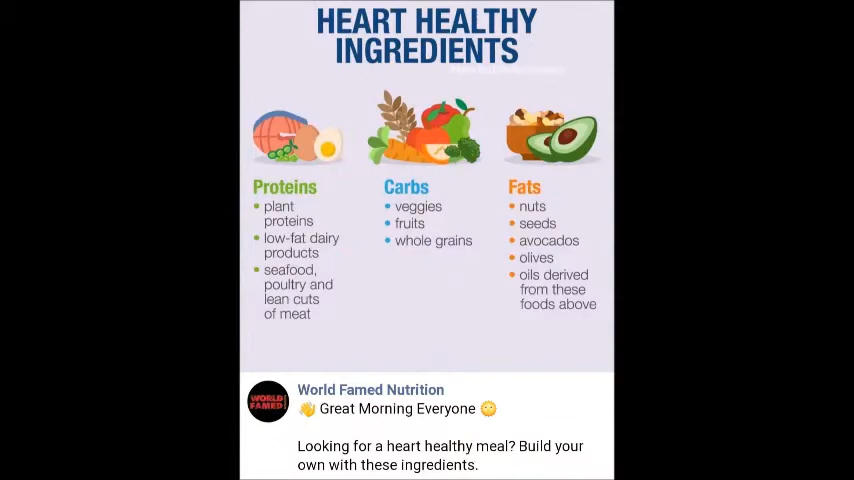 HEART HEALTHY
INGREDIENTS
Proteins
• plant
proteins
• low-fat dairy
products
• seafood,
poultry and
lean cuts
of meat
Carbs
• veggies
• fruits
• whole grains
Fats
• nuts
• seeds
• avocados
• olives
• oils derived
from these
foods above
WORLD
FAMED
World Famed Nutrition
👋 Great Morning Everyone 🌞
Looking for a heart healthy meal? Build your
own with these ingredients.